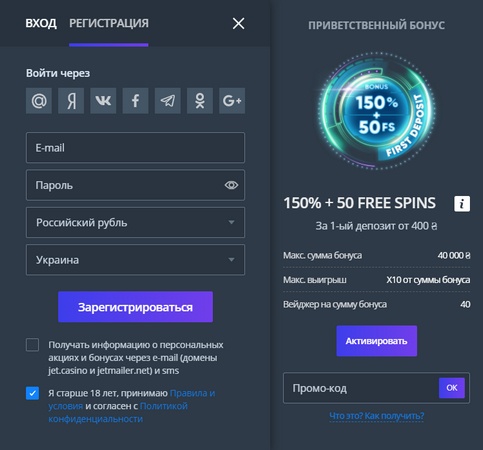 ВХОД РЕГИСТРАЦИЯ
Войти через
E-mail
Пароль
Российский рубль
Украина
Зарегистрироваться
Получать информацию о персональных
акциях и бонусах через e-mail (домены
jet.casino и jetmailer.net) и sms
Я старше 18 лет, принимаю Правила и
условия и согласен с Политикой
конфиденциальности
ПРИВЕТСТВЕННЫЙ БОНУС
BONUS
150%
+
50 FS
FIRST DEPOSIT
150% + 50 FREE SPINS
За 1-ый депозит от 400 ₴
Макс. сумма бонуса 40 000 ₴
Макс. выигрыш X10 от суммы бонуса
Вейджер на сумму бонуса 40
Активировать
Промо-код OK
Что это? Как получить?